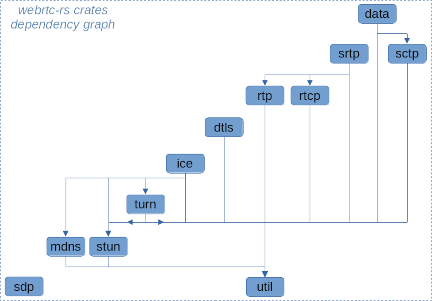 webrtc-rs crates
dependency graph
data
srtp
sctp
rtp
rtcp
dtls
ice
turn
mdns
stun
sdp
util